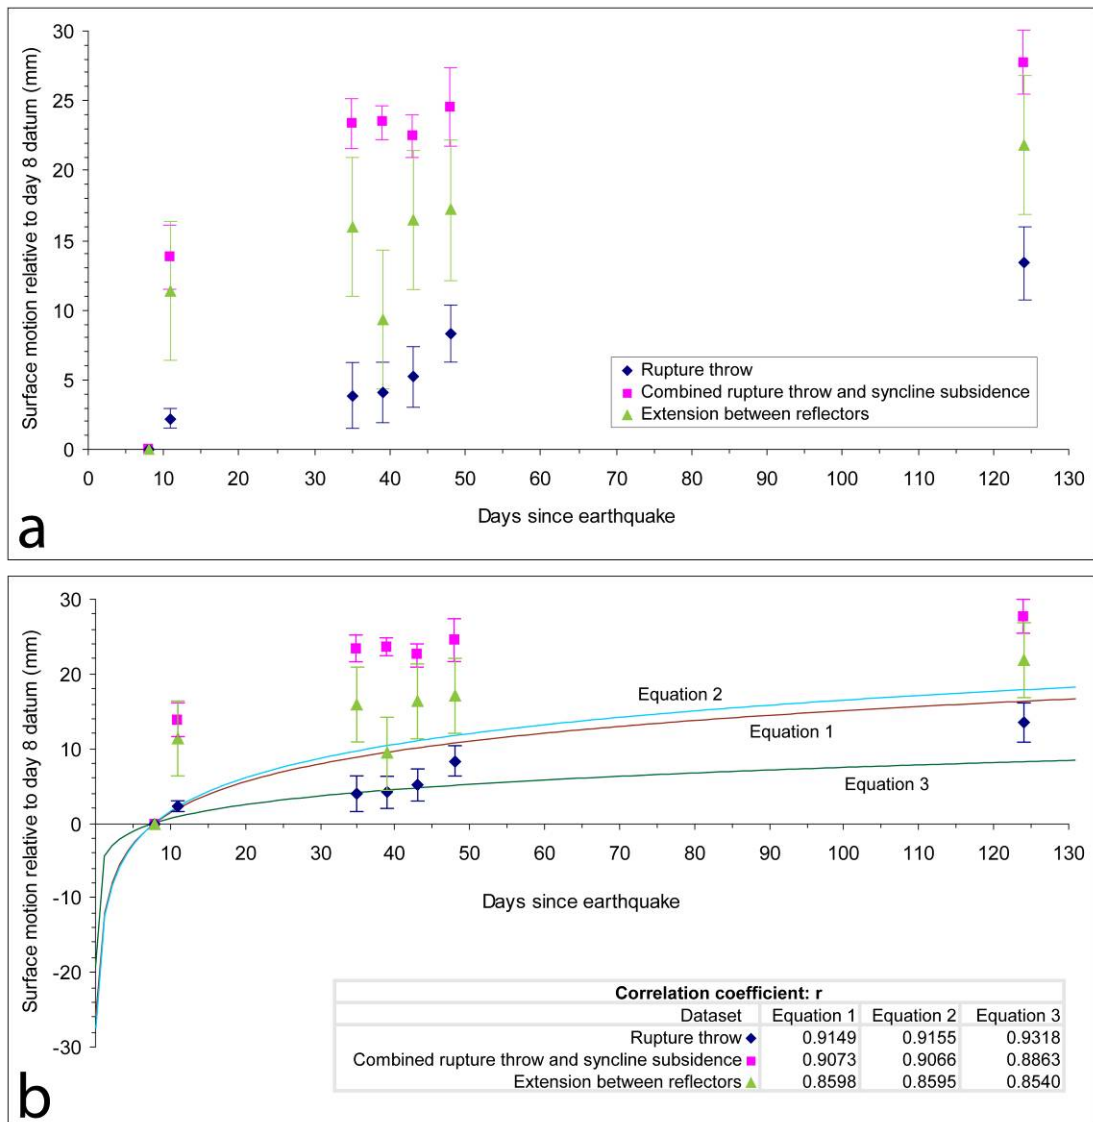 Surface motion relative to day 8 datum (mm)
30
25
20
15
10
5
0
0 10 20 30 40 50 60 70 80 90 100 110 120 130
Days since earthquake
Rupture throw
Combined rupture throw and syncline subsidence
Extension between reflectors
a
Surface motion relative to day 8 datum (mm)
30
20
10
0
-10
-20
-30
10 20 30 40 50 60 70 80 90 100 110 120 130
Days since earthquake
Equation 2
Equation 1
Equation 3
Correlation coefficient: r
Dataset Equation 1 Equation 2 Equation 3
Rupture throw 0.9149 0.9155 0.9318
Combined rupture throw and syncline subsidence 0.9073 0.9066 0.8863
Extension between reflectors 0.8598 0.8595 0.8540
b